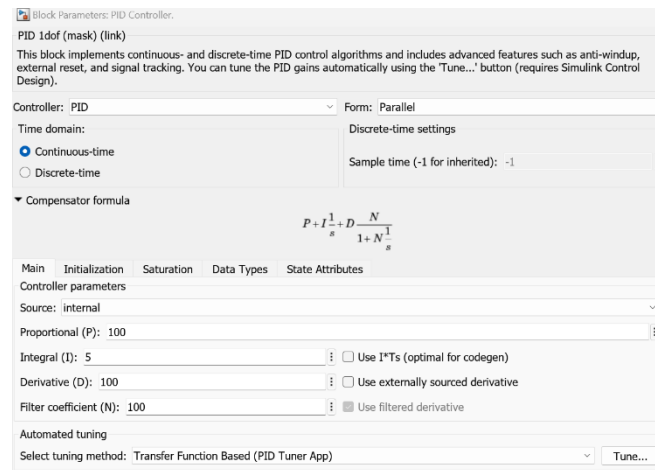 Block Parameters: PID Controller.
PID 1dof (mask) (link)
This block implements continuous- and discrete-time PID control algorithms and includes advanced features such as anti-windup,
external reset, and signal tracking. You can tune the PID gains automatically using the 'Tune...' button (requires Simulink Control
Design).
Controller: PID Form: Parallel
Time domain: Discrete-time settings
Continuous-time
Sample time (-1 for inherited): -1
Discrete-time
Compensator formula
P + I 1/s + D N/(1 + N 1/s)
Main Initialization Saturation Data Types State Attributes
Controller parameters
Source: internal
Proportional (P): 100
Integral (I): 5 Use I*Ts (optimal for codegen)
Derivative (D): 100 Use externally sourced derivative
Filter coefficient (N): 100 Use filtered derivative
Automated tuning
Select tuning method: Transfer Function Based (PID Tuner App) Tune...